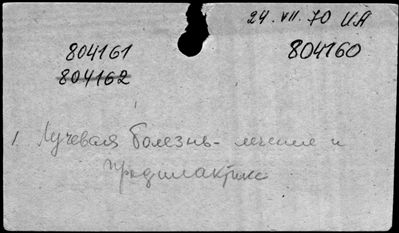 24.VII.70 ИА
804161 804160
804162
1 Лучевая болезнь - лечение и
профилактика